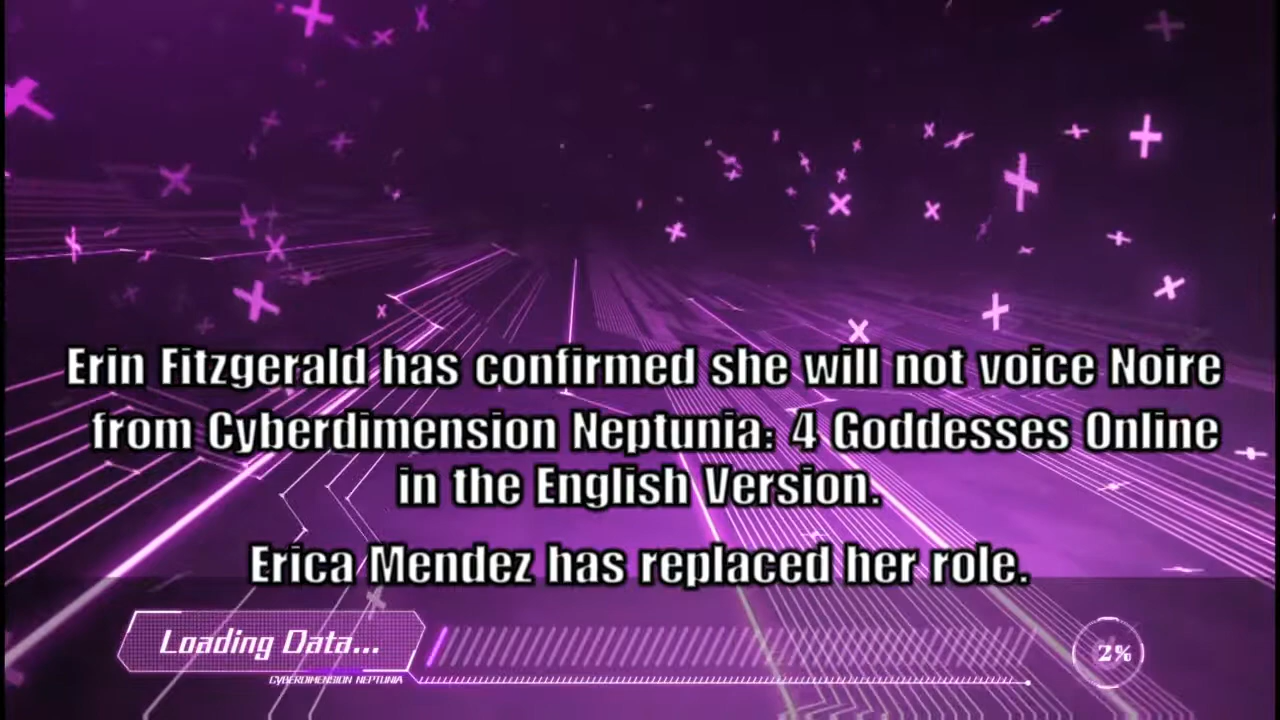 Erin Fitzgerald has confirmed she will not voice Noire
from Cyberdimension Neptunia: 4 Goddesses Online
in the English Version.
Erica Mendez has replaced her role.
Loading Data...
2%
CYBERDIMENSION NEPTUNIA